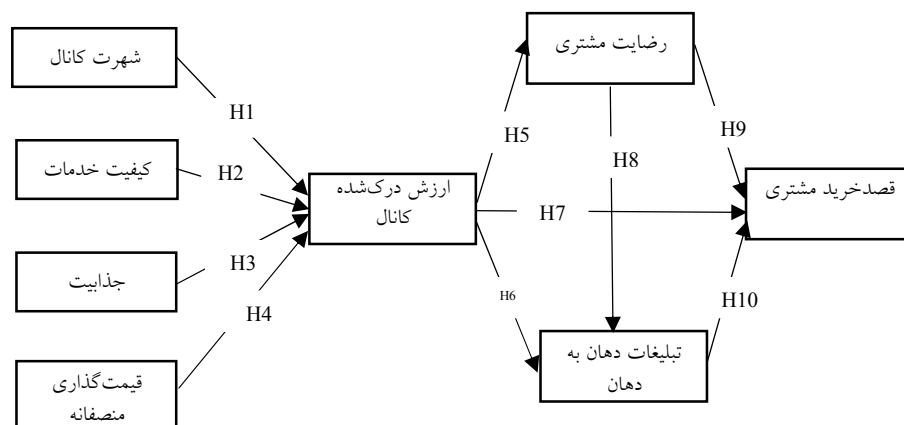 شهرت کانال
کیفیت خدمات
جذابیت
قیمت‌گذاری
منصفانه
H1
H2
H3
H4
ارزش درک‌شده
کانال
H5
H6
H7
رضایت مشتری
H8
تبلیغات دهان به
دهان
H9
H10
قصدخرید مشتری